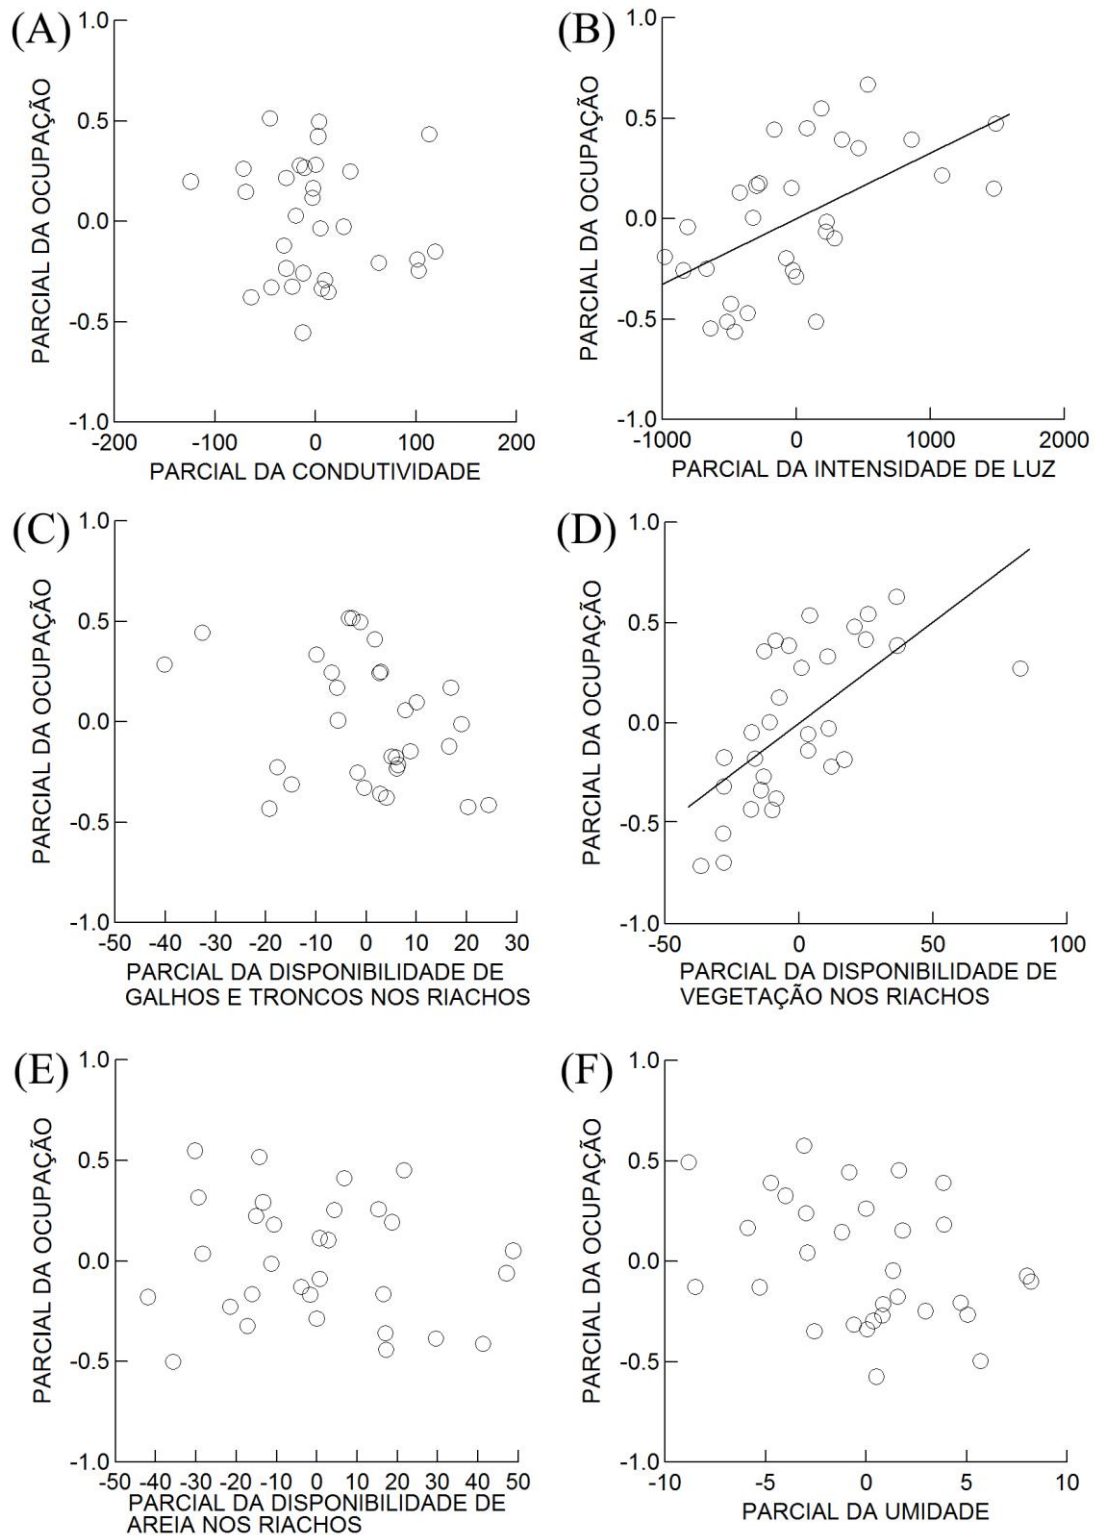 (A)
1.0
0.5
0.0
-0.5
-1.0
PARCIAL DA OCUPAÇÃO
-200 -100 0 100 200
PARCIAL DA CONDUTIVIDADE
(B)
1.0
0.5
0.0
-0.5
-1.0
PARCIAL DA OCUPAÇÃO
-1000 0 1000 2000
PARCIAL DA INTENSIDADE DE LUZ
(C)
1.0
0.5
0.0
-0.5
-1.0
PARCIAL DA OCUPAÇÃO
-50 -40 -30 -20 -10 0 10 20 30
PARCIAL DA DISPONIBILIDADE DE
GALHOS E TRONCOS NOS RIACHOS
(D)
1.0
0.5
0.0
-0.5
-1.0
PARCIAL DA OCUPAÇÃO
-50 0 50 100
PARCIAL DA DISPONIBILIDADE DE
VEGETAÇÃO NOS RIACHOS
(E)
1.0
0.5
0.0
-0.5
-1.0
PARCIAL DA OCUPAÇÃO
-50 -40 -30 -20 -10 0 10 20 30 40 50
PARCIAL DA DISPONIBILIDADE DE
AREIA NOS RIACHOS
(F)
1.0
0.5
0.0
-0.5
-1.0
PARCIAL DA OCUPAÇÃO
-10 -5 0 5 10
PARCIAL DA UMIDADE